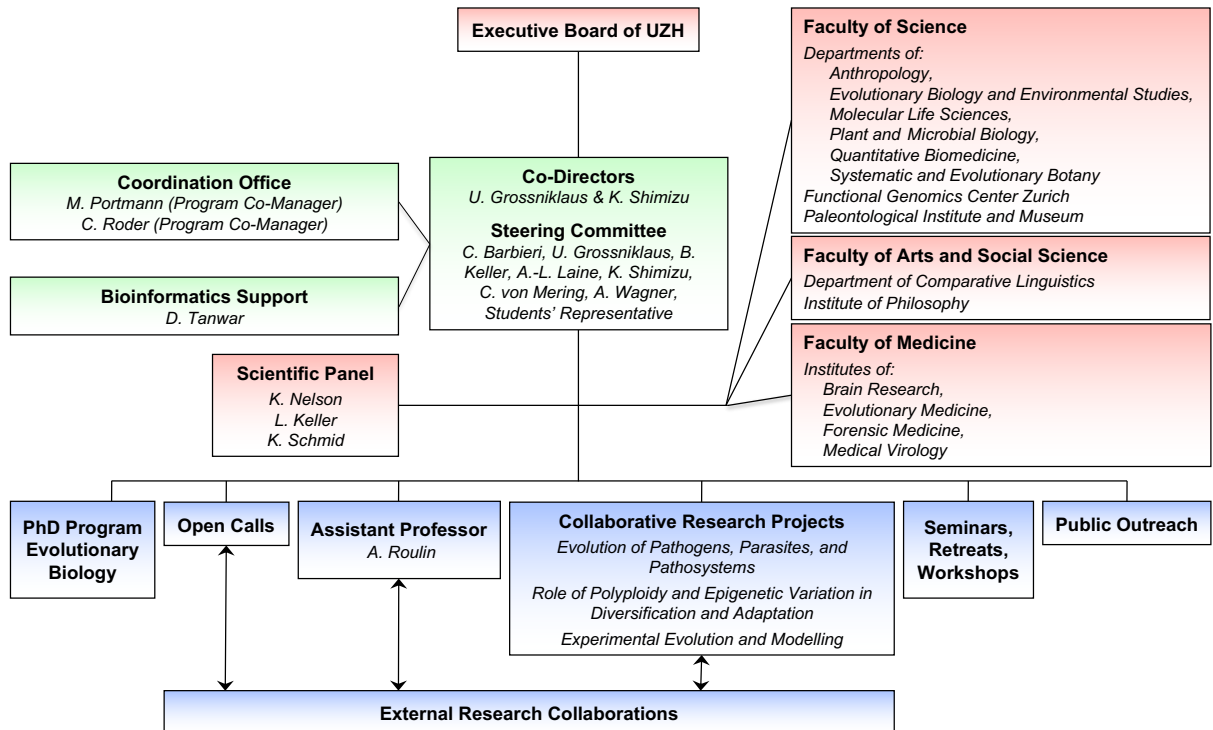 Executive Board of UZH
Faculty of Science
Departments of:
Anthropology,
Evolutionary Biology and Environmental Studies,
Molecular Life Sciences,
Plant and Microbial Biology,
Quantitative Biomedicine,
Systematic and Evolutionary Botany
Functional Genomics Center Zurich
Paleontological Institute and Museum
Coordination Office
M. Portmann (Program Co-Manager)
C. Roder (Program Co-Manager)
Co-Directors
U. Grossniklaus & K. Shimizu
Steering Committee
C. Barbieri, U. Grossniklaus, B.
Keller, A.-L. Laine, K. Shimizu,
C. von Mering, A. Wagner,
Students’ Representative
Bioinformatics Support
D. Tanwar
Faculty of Arts and Social Science
Department of Comparative Linguistics
Institute of Philosophy
Faculty of Medicine
Institutes of:
Brain Research,
Evolutionary Medicine,
Forensic Medicine,
Medical Virology
Scientific Panel
K. Nelson
L. Keller
K. Schmid
PhD Program
Evolutionary
Biology
Open Calls
Assistant Professor
A. Roulin
Collaborative Research Projects
Evolution of Pathogens, Parasites, and
Pathosystems
Role of Polyploidy and Epigenetic Variation in
Diversification and Adaptation
Experimental Evolution and Modelling
Seminars,
Retreats,
Workshops
Public Outreach
External Research Collaborations